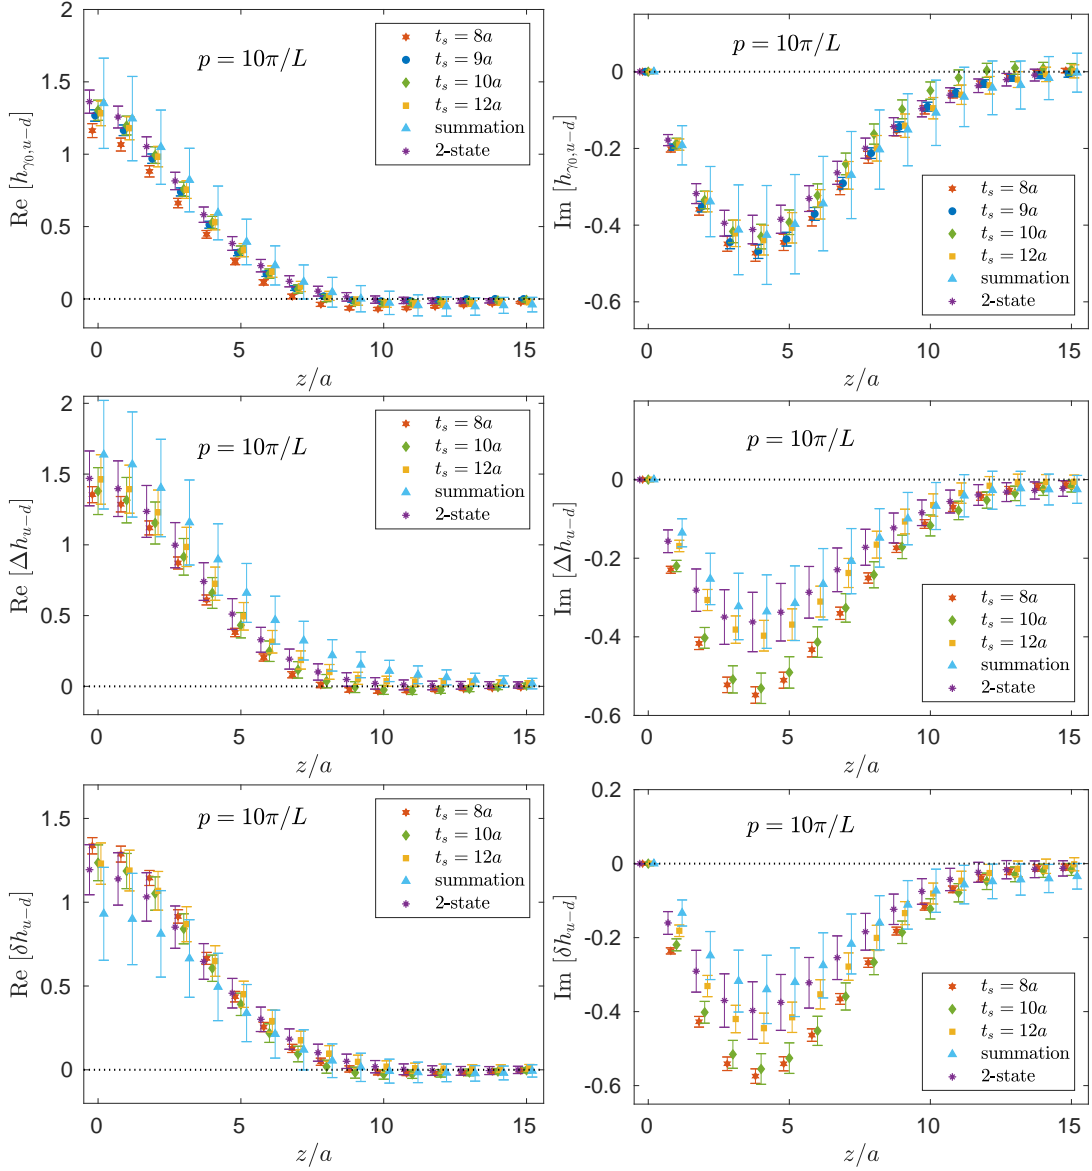 2
1.5
1
0.5
0
Re [h_{γ0,u−d}]
p = 10π/L
t_s = 8a
t_s = 9a
t_s = 10a
t_s = 12a
summation
2-state
0 5 10 15
z/a
0
-0.2
-0.4
-0.6
Im [h_{γ0,u−d}]
p = 10π/L
t_s = 8a
t_s = 9a
t_s = 10a
t_s = 12a
summation
2-state
0 5 10 15
z/a
2
1.5
1
0.5
0
Re [Δh_{u−d}]
p = 10π/L
t_s = 8a
t_s = 10a
t_s = 12a
summation
2-state
0 5 10 15
z/a
0
-0.2
-0.4
-0.6
Im [Δh_{u−d}]
p = 10π/L
t_s = 8a
t_s = 10a
t_s = 12a
summation
2-state
0 5 10 15
z/a
1.5
1
0.5
0
Re [δh_{u−d}]
p = 10π/L
t_s = 8a
t_s = 10a
t_s = 12a
summation
2-state
0 5 10 15
z/a
0.2
0
-0.2
-0.4
-0.6
Im [δh_{u−d}]
p = 10π/L
t_s = 8a
t_s = 10a
t_s = 12a
summation
2-state
0 5 10 15
z/a